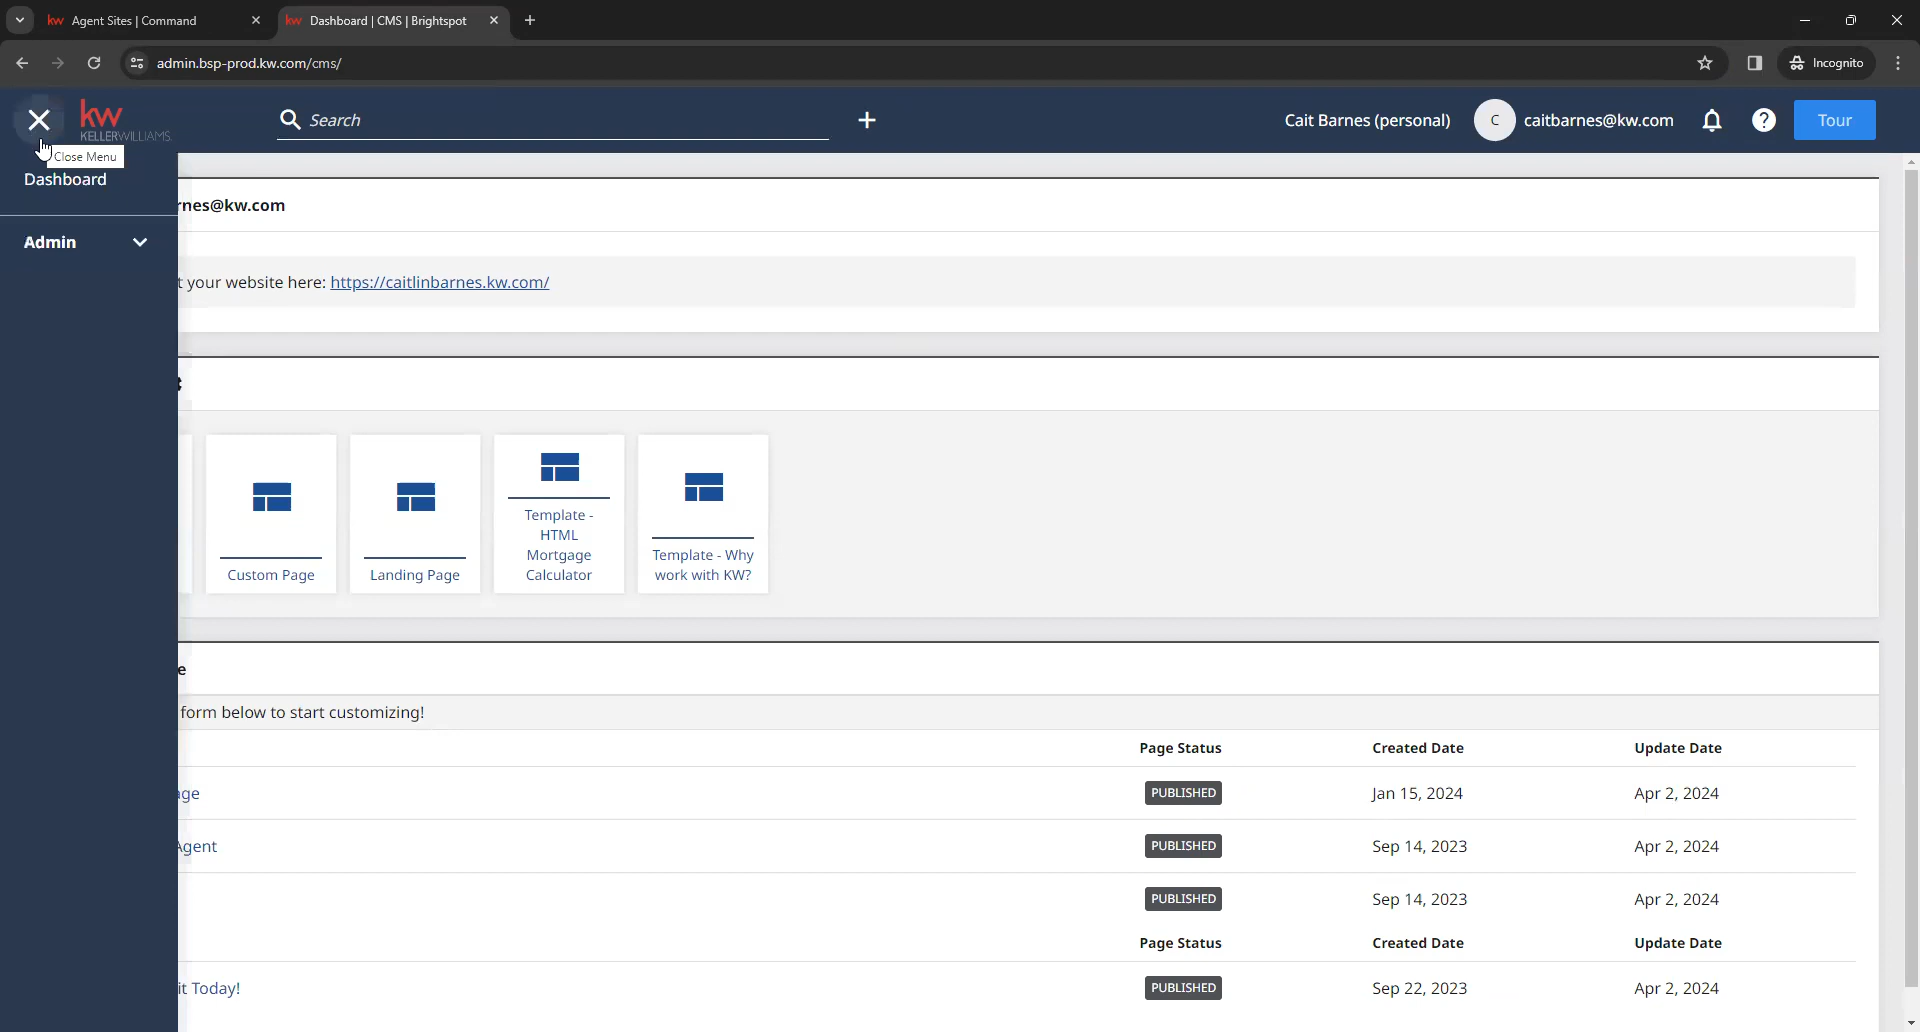 kw Agent Sites | Command
kw Dashboard | CMS | Brightspot
admin.bsp-prod.kw.com/cms/
Incognito
kw
KELLERWILLIAMS.
Search
Cait Barnes (personal)
C
caitbarnes@kw.com
?
Tour
Close Menu
Dashboard
Admin
rnes@kw.com
t your website here: https://caitlinbarnes.kw.com/
Custom Page
Landing Page
Template -
HTML
Mortgage
Calculator
Template - Why
work with KW?
e
form below to start customizing!
Page Status Created Date Update Date
age PUBLISHED Jan 15, 2024 Apr 2, 2024
Agent PUBLISHED Sep 14, 2023 Apr 2, 2024
PUBLISHED Sep 14, 2023 Apr 2, 2024
Page Status Created Date Update Date
it Today! PUBLISHED Sep 22, 2023 Apr 2, 2024